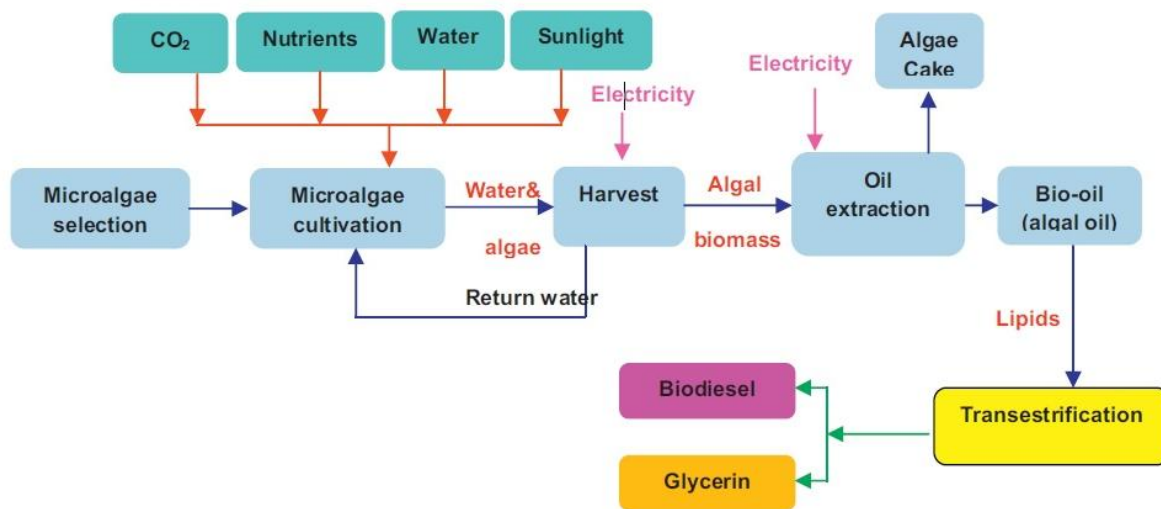 CO₂
Nutrients
Water
Sunlight
Electricity
Electricity
Algae
Cake
Microalgae
selection
Microalgae
cultivation
Water&
algae
Harvest
Algal
biomass
Oil
extraction
Bio-oil
(algal oil)
Return water
Lipids
Biodiesel
Transestrification
Glycerin